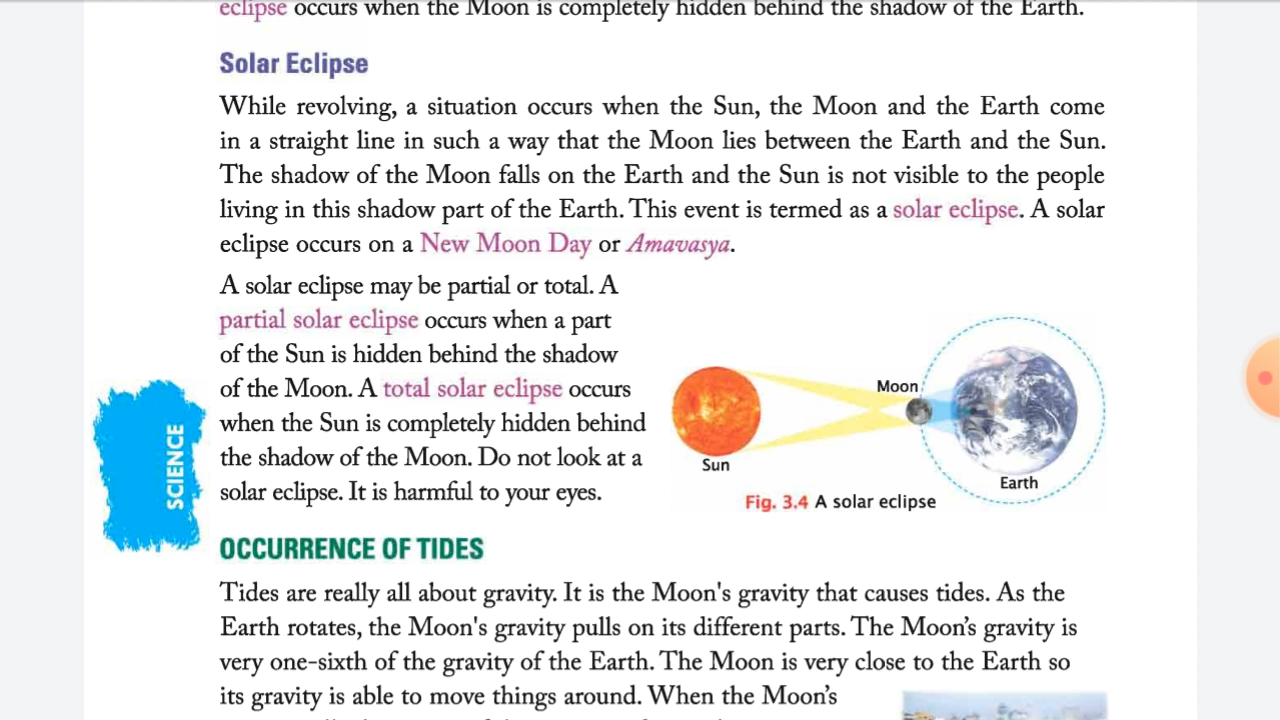 eclipse occurs when the Moon is completely hidden behind the shadow of the Earth.
Solar Eclipse
While revolving, a situation occurs when the Sun, the Moon and the Earth come
in a straight line in such a way that the Moon lies between the Earth and the Sun.
The shadow of the Moon falls on the Earth and the Sun is not visible to the people
living in this shadow part of the Earth. This event is termed as a solar eclipse. A solar
eclipse occurs on a New Moon Day or Amavasya.
A solar eclipse may be partial or total. A
partial solar eclipse occurs when a part
of the Sun is hidden behind the shadow
of the Moon. A total solar eclipse occurs
when the Sun is completely hidden behind
the shadow of the Moon. Do not look at a
solar eclipse. It is harmful to your eyes.
Moon
Sun
Earth
Fig. 3.4 A solar eclipse
SCIENCE
OCCURRENCE OF TIDES
Tides are really all about gravity. It is the Moon's gravity that causes tides. As the
Earth rotates, the Moon's gravity pulls on its different parts. The Moon's gravity is
very one-sixth of the gravity of the Earth. The Moon is very close to the Earth so
its gravity is able to move things around. When the Moon's